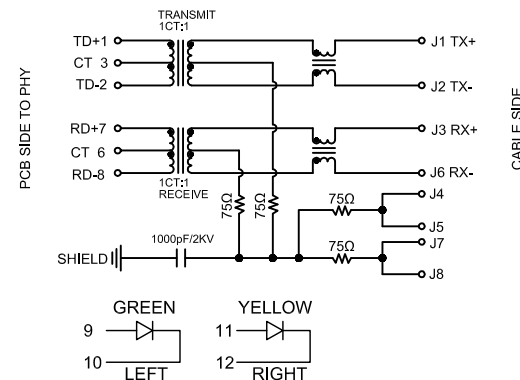 TRANSMIT
1CT:1
TD+1
CT 3
TD-2
J1 TX+
J2 TX-
PCB SIDE TO PHY
CABLE SIDE
RD+7
CT 6
RD-8
1CT:1
RECEIVE
J3 RX+
J6 RX-
75Ω
75Ω
75Ω
J4
J5
1000pF/2KV
SHIELD
75Ω
J7
J8
GREEN
9
10
LEFT
YELLOW
11
12
RIGHT